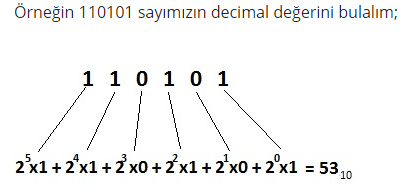 Örneğin 110101 sayımızın decimal değerini bulalım;
1 1 0 1 0 1
2⁵x1 + 2⁴x1 + 2³x0 + 2²x1 + 2¹x0 + 2⁰x1 = 53₁₀